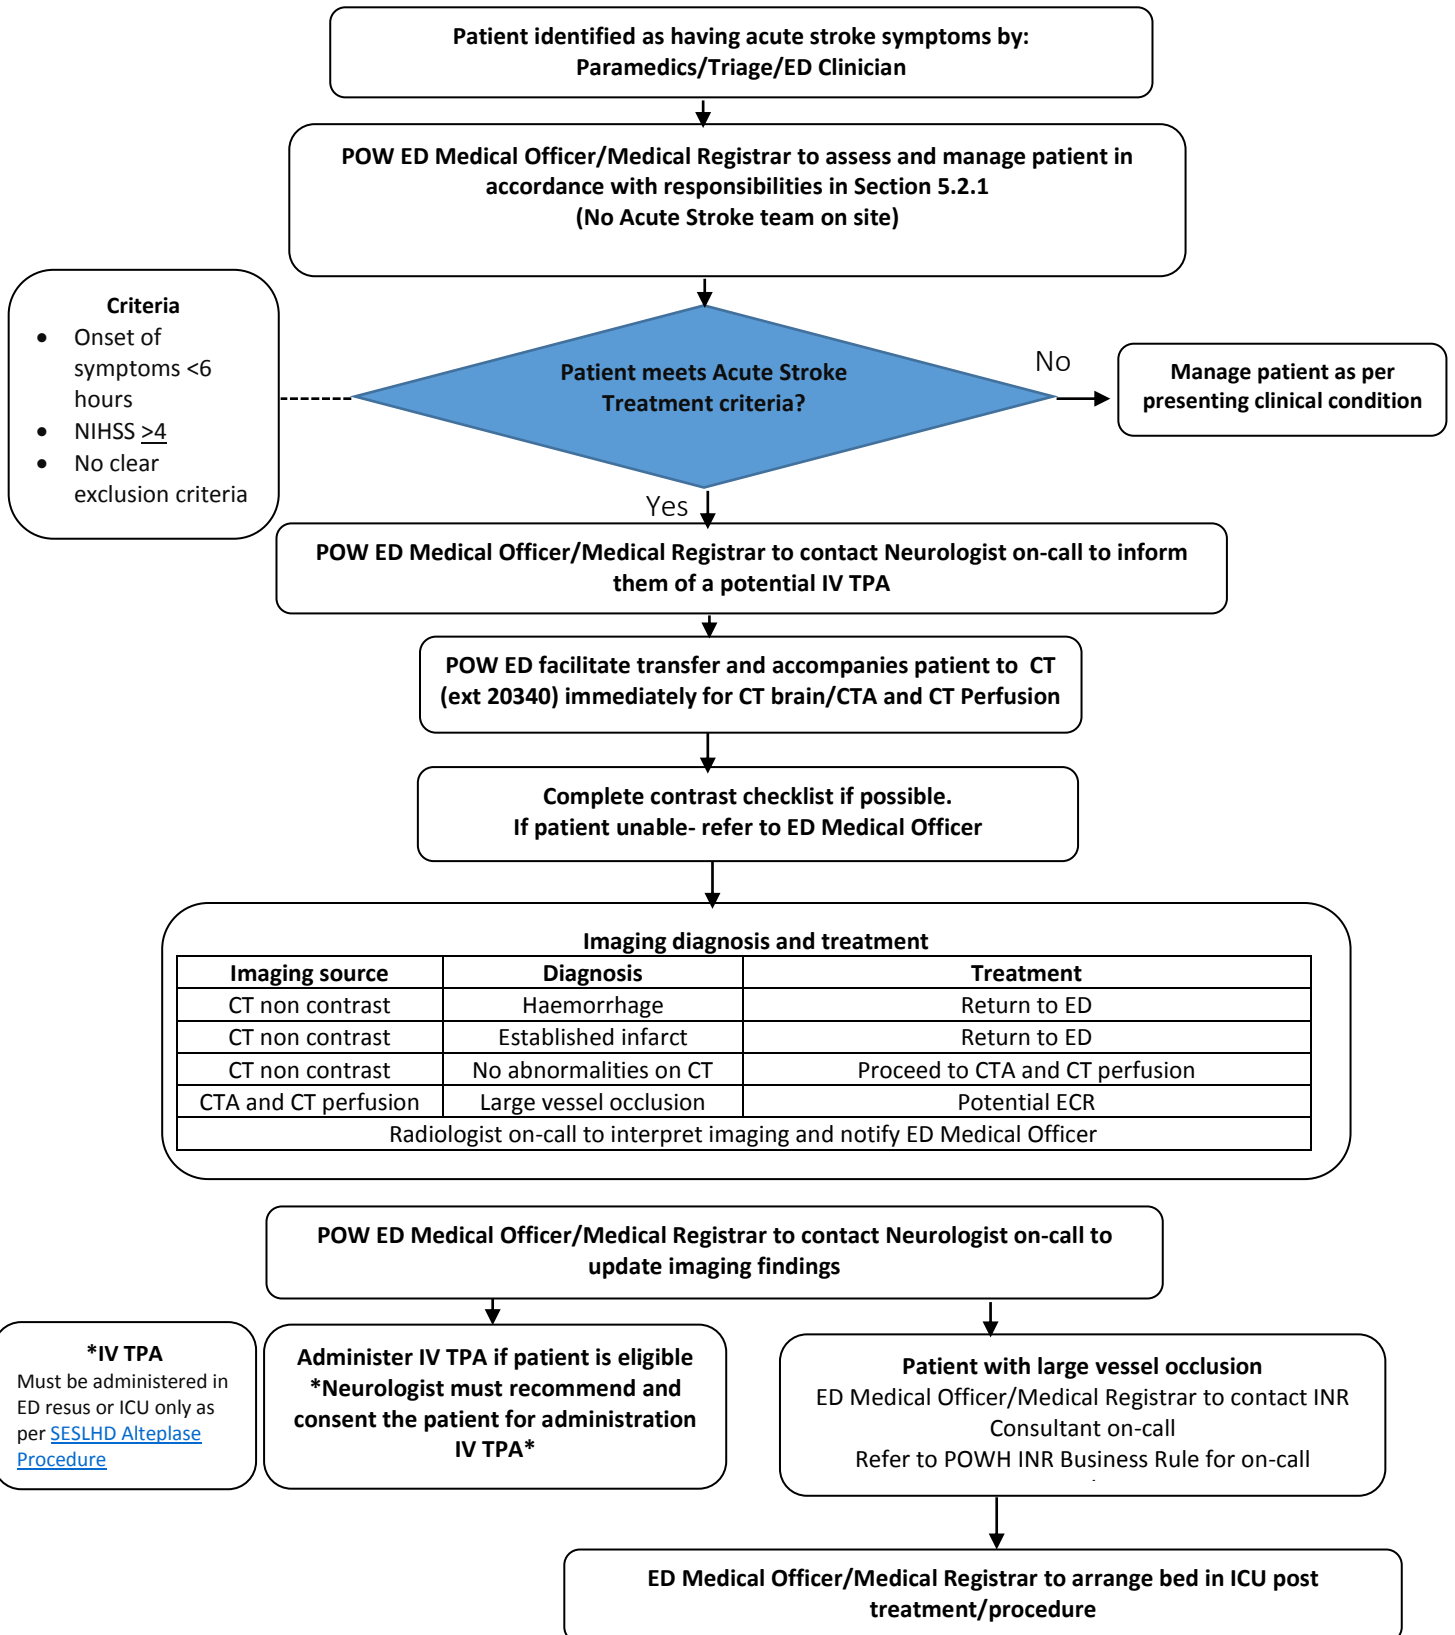 Patient identified as having acute stroke symptoms by:
Paramedics/Triage/ED Clinician
POW ED Medical Officer/Medical Registrar to assess and manage patient in
accordance with responsibilities in Section 5.2.1
(No Acute Stroke team on site)
Criteria
• Onset of
symptoms <6
hours
• NIHSS >4
• No clear
exclusion criteria
Patient meets Acute Stroke
Treatment criteria?
No
Manage patient as per
presenting clinical condition
Yes
POW ED Medical Officer/Medical Registrar to contact Neurologist on-call to inform
them of a potential IV TPA
POW ED facilitate transfer and accompanies patient to CT
(ext 20340) immediately for CT brain/CTA and CT Perfusion
Complete contrast checklist if possible.
If patient unable- refer to ED Medical Officer
Imaging diagnosis and treatment
Imaging source Diagnosis Treatment
CT non contrast Haemorrhage Return to ED
CT non contrast Established infarct Return to ED
CT non contrast No abnormalities on CT Proceed to CTA and CT perfusion
CTA and CT perfusion Large vessel occlusion Potential ECR
Radiologist on-call to interpret imaging and notify ED Medical Officer
POW ED Medical Officer/Medical Registrar to contact Neurologist on-call to
update imaging findings
*IV TPA
Must be administered in
ED resus or ICU only as
per SESLHD Alteplase
Procedure
Administer IV TPA if patient is eligible
*Neurologist must recommend and
consent the patient for administration
IV TPA*
Patient with large vessel occlusion
ED Medical Officer/Medical Registrar to contact INR
Consultant on-call
Refer to POWH INR Business Rule for on-call
ED Medical Officer/Medical Registrar to arrange bed in ICU post
treatment/procedure